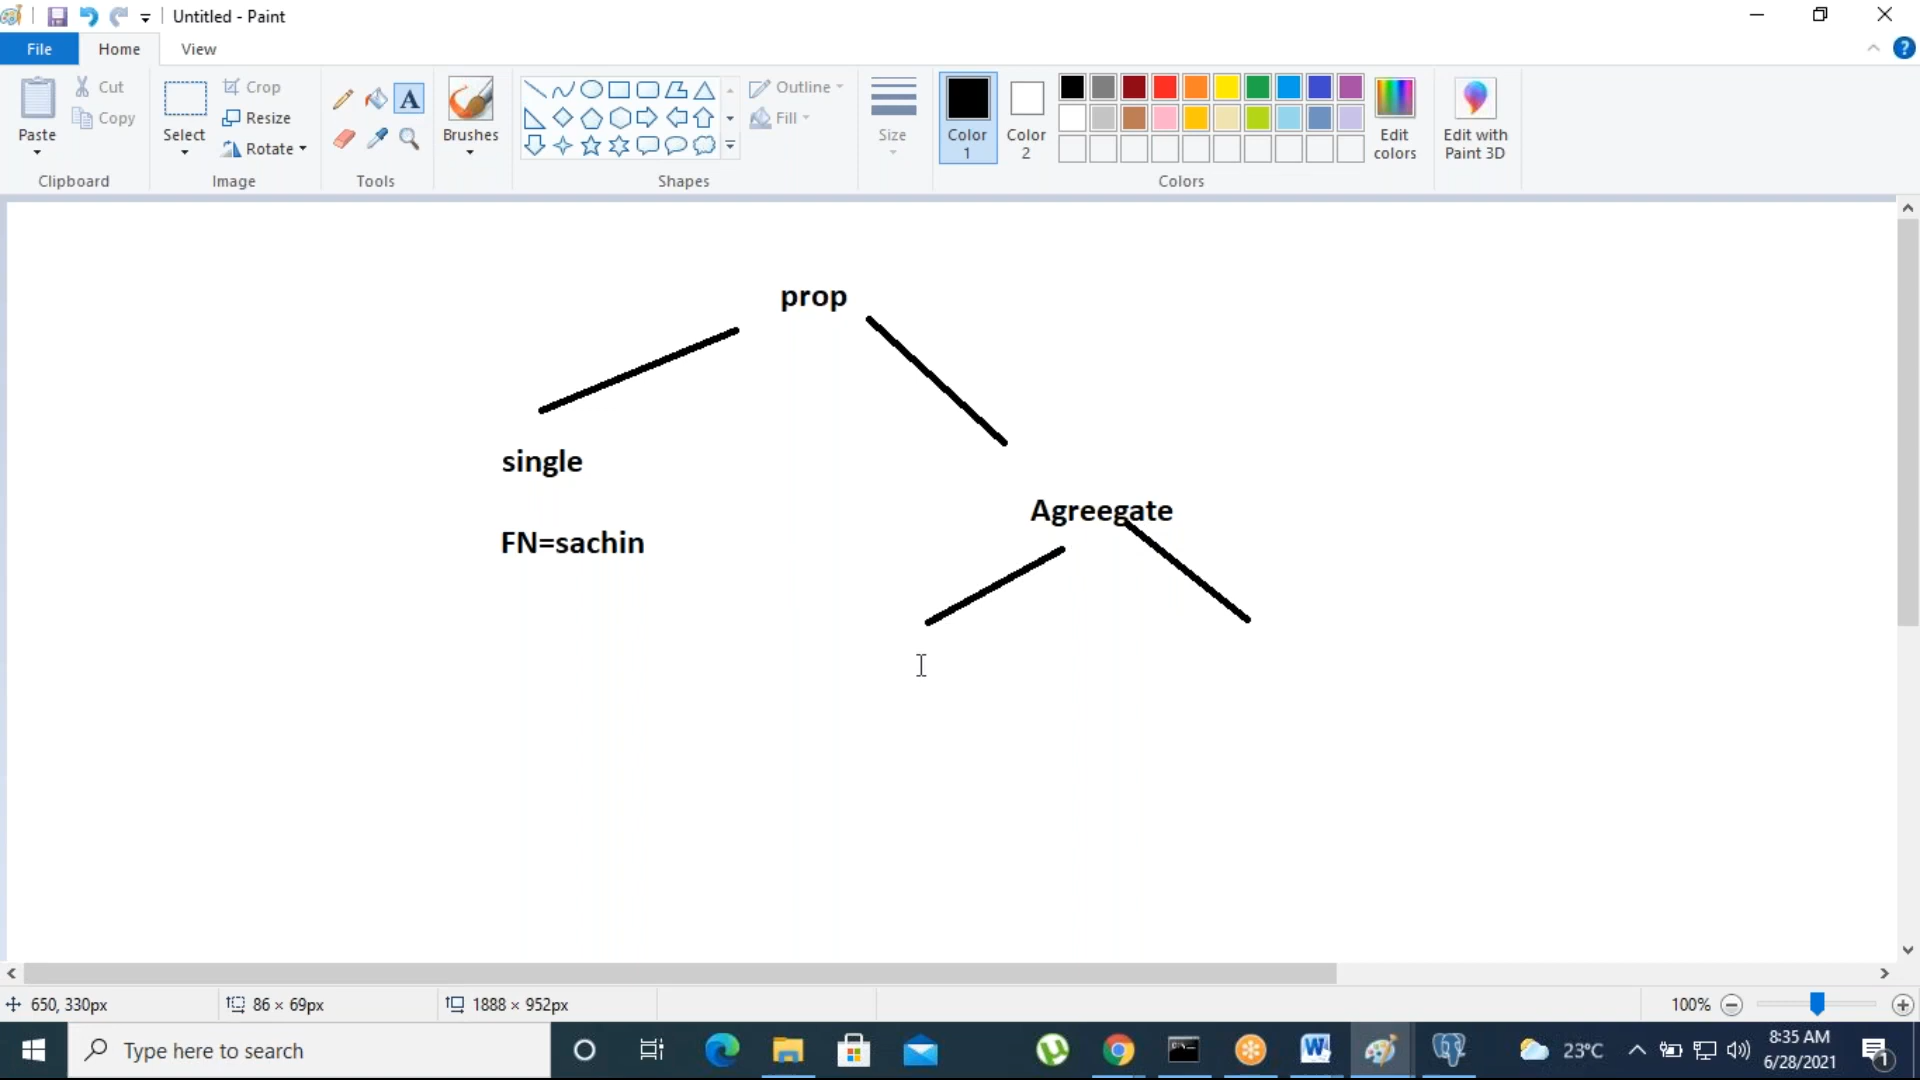 Untitled - Paint
File Home View
Paste
Cut
Copy
Clipboard
Select
Crop
Resize
Rotate
Image
A
Tools
Brushes
Shapes
Outline
Fill
Size
Color 1
Color 2
Colors
Edit colors
Edit with Paint 3D
prop
single
Agreegate
FN=sachin
650, 330px
86 × 69px
1888 × 952px
100%
Type here to search
23°C
8:35 AM
6/28/2021
1